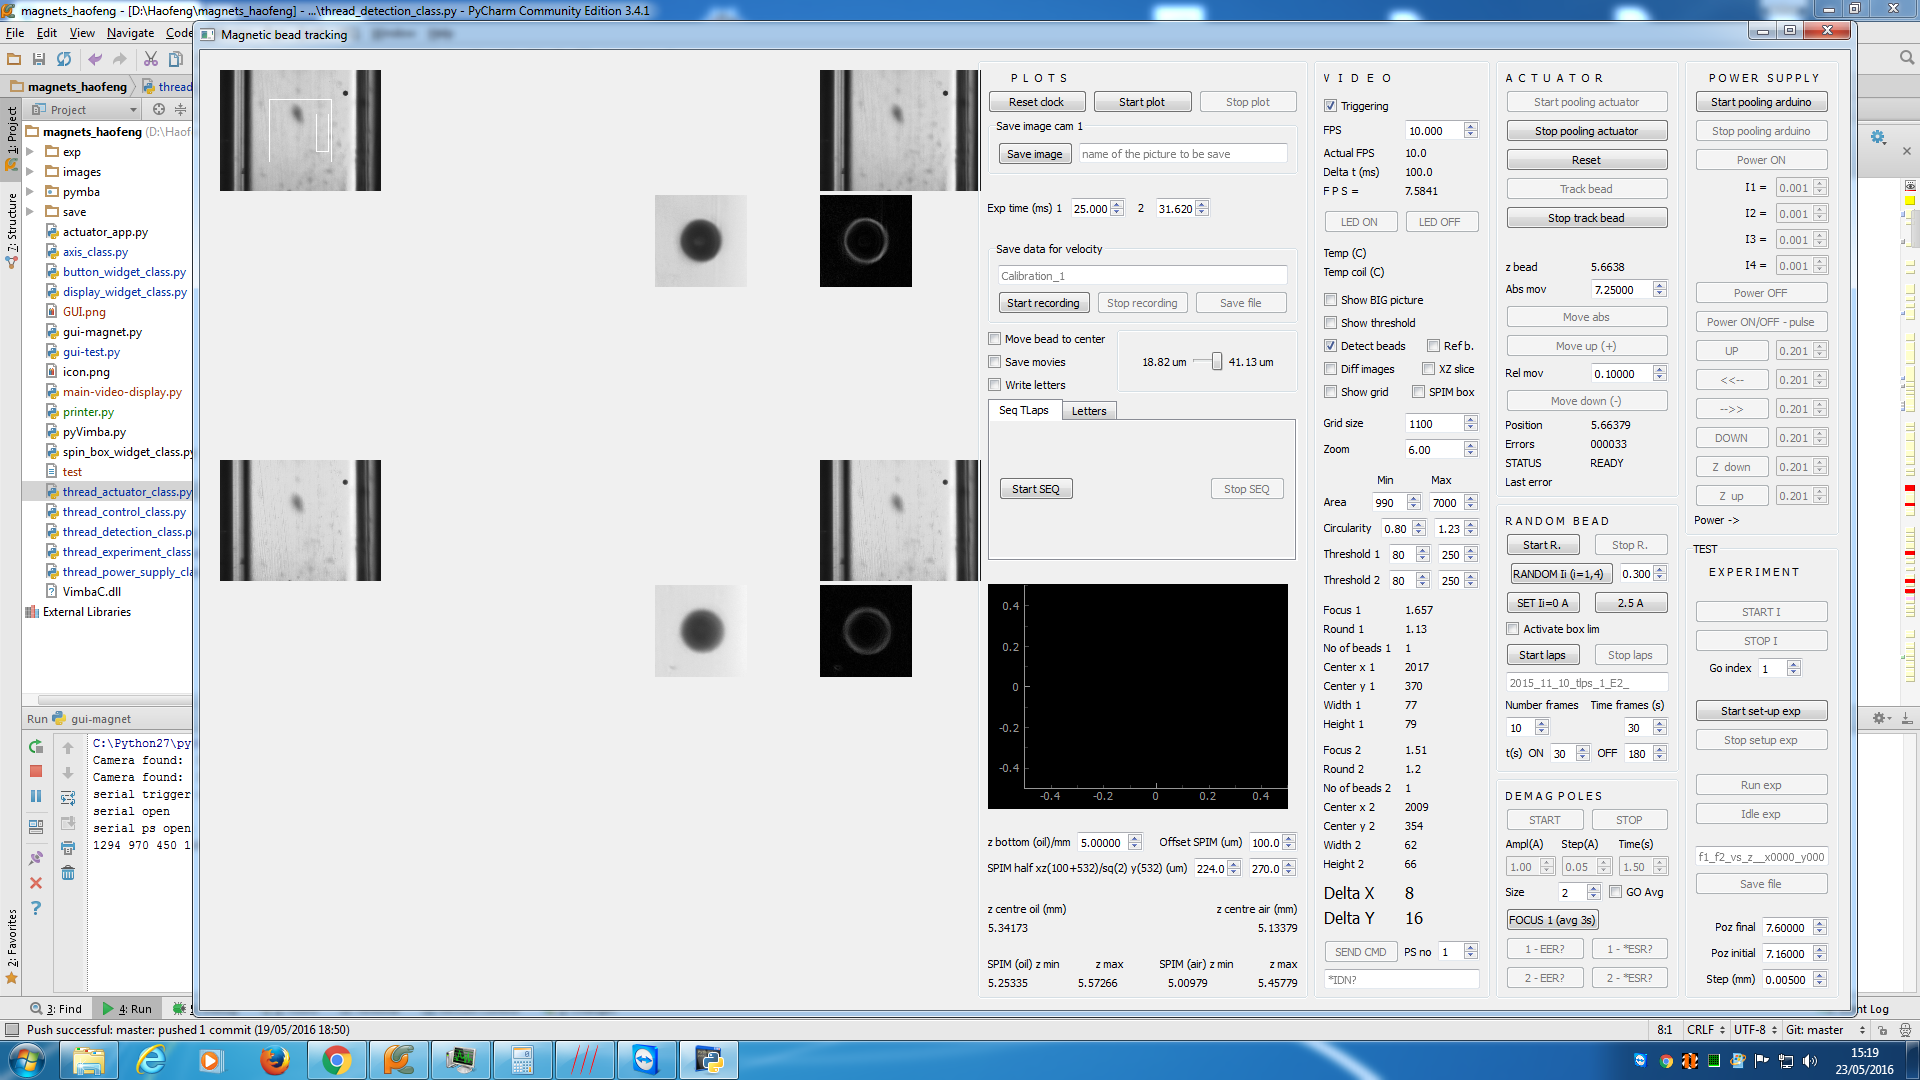 magnets_haofeng - [D:\Haofeng\magnets_haofeng] - ...\thread_detection_class.py - PyCharm Community Edition 3.4.1
File Edit View Navigate Code
Magnetic bead tracking
magnets_haofeng thread
Project
magnets_haofeng (D:\Haof
exp
images
pymba
save
actuator_app.py
axis_class.py
button_widget_class.py
display_widget_class.py
GUI.png
gui-magnet.py
gui-test.py
icon.png
main-video-display.py
printer.py
pyVimba.py
spin_box_widget_class.py
test
thread_actuator_class.py
thread_control_class.py
thread_detection_class.p
thread_experiment_class
thread_power_supply_cla
VimbaC.dll
External Libraries
1: Project
7: Structure
2: Favorites
Run gui-magnet
C:\Python27\py
Camera found:
Camera found:
serial trigger
serial open
serial ps open
1294 970 450 1
PLOTS
Reset clock Start plot Stop plot
Save image cam 1
Save image name of the picture to be save
Exp time (ms) 1 25.000 2 31.620
Save data for velocity
Calibration_1
Start recording Stop recording Save file
Move bead to center
Save movies 18.82 um 41.13 um
Write letters
Seq TLaps Letters
Start SEQ Stop SEQ
0.4
0.2
0
-0.2
-0.4
-0.4 -0.2 0 0.2 0.4
z bottom (oil)/mm 5.00000 Offset SPIM (um) 100.0
SPIM half xz(100+532)/sq(2) y(532) (um) 224.0 270.0
z centre oil (mm) z centre air (mm)
5.34173 5.13379
SPIM (oil) z min z max SPIM (air) z min z max
5.25335 5.57266 5.00979 5.45779
VIDEO
Triggering
FPS 10.000
Actual FPS 10.0
Delta t (ms) 100.0
F P S = 7.5841
LED ON LED OFF
Temp (C)
Temp coil (C)
Show BIG picture
Show threshold
Detect beads Ref b.
Diff images XZ slice
Show grid SPIM box
Grid size 1100
Zoom 6.00
Min Max
Area 990 7000
Circularity 0.80 1.23
Threshold 1 80 250
Threshold 2 80 250
Focus 1 1.657
Round 1 1.13
No of beads 1 1
Center x 1 2017
Center y 1 370
Width 1 77
Height 1 79
Focus 2 1.51
Round 2 1.2
No of beads 2 1
Center x 2 2009
Center y 2 354
Width 2 62
Height 2 66
Delta X 8
Delta Y 16
SEND CMD PS no 1
*IDN?
ACTUATOR
Start pooling actuator
Stop pooling actuator
Reset
Track bead
Stop track bead
z bead 5.6638
Abs mov 7.25000
Move abs
Move up (+)
Rel mov 0.10000
Move down (-)
Position 5.66379
Errors 000033
STATUS READY
Last error
RANDOM BEAD
Start R. Stop R.
RANDOM Ii (i=1,4) 0.300
SET Ii=0 A 2.5 A
Activate box lim
Start laps Stop laps
2015_11_10_tlps_1_E2_
Number frames Time frames (s)
10 30
t(s) ON 30 OFF 180
DEMAG POLES
START STOP
Ampl(A) Step(A) Time(s)
1.00 0.05 1.50
Size 2 GO Avg
FOCUS 1 (avg 3s)
1 - EER? 1 - *ESR?
2 - EER? 2 - *ESR?
POWER SUPPLY
Start pooling arduino
Stop pooling arduino
Power ON
I1 = 0.001
I2 = 0.001
I3 = 0.001
I4 = 0.001
Power OFF
Power ON/OFF - pulse
UP 0.201
<<-- 0.201
-->> 0.201
DOWN 0.201
Z down 0.201
Z up 0.201
Power ->
TEST
EXPERIMENT
START I
STOP I
Go index 1
Start set-up exp
Stop setup exp
Run exp
Idle exp
f1_f2_vs_z__x0000_y000
Save file
Poz final 7.60000
Poz initial 7.16000
Step (mm) 0.00500
3: Find 4: Run nt Log
Push successful: master: pushed 1 commit (19/05/2016 18:50) 8:1 CRLF UTF-8 Git: master
15:19
23/05/2016